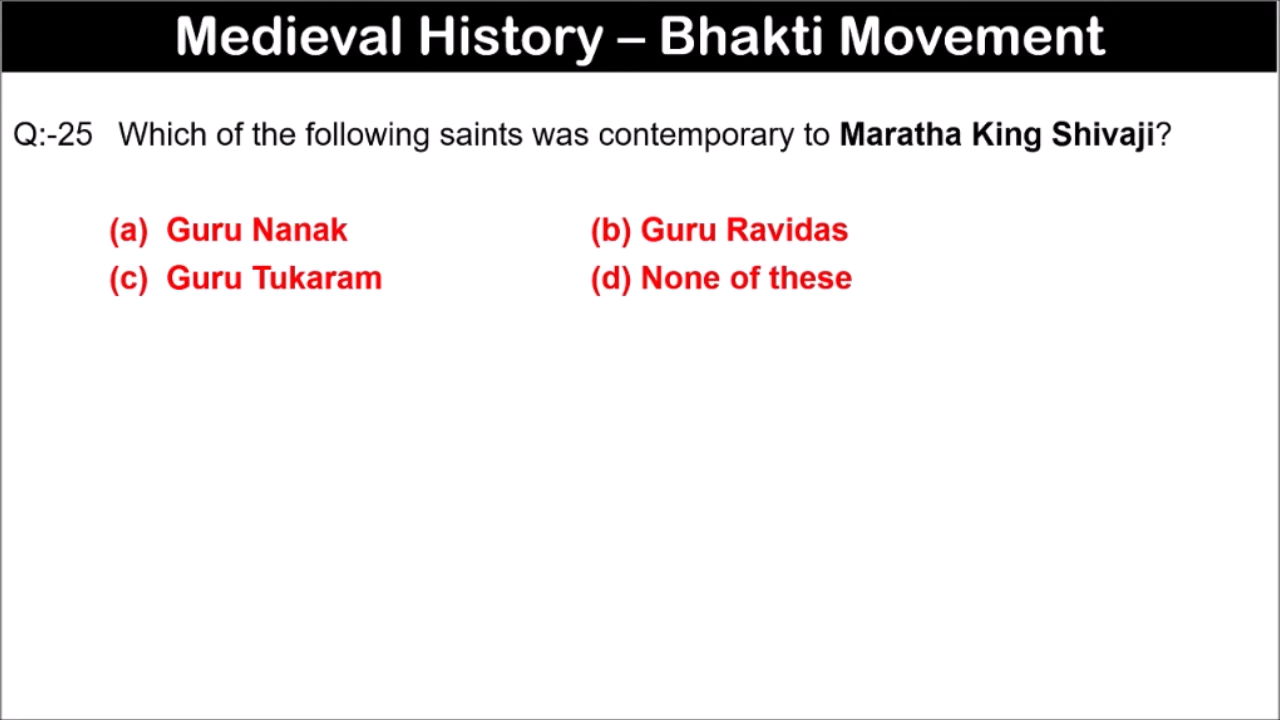 Medieval History – Bhakti Movement
Q:-25 Which of the following saints was contemporary to Maratha King Shivaji?
(a) Guru Nanak (b) Guru Ravidas
(c) Guru Tukaram (d) None of these